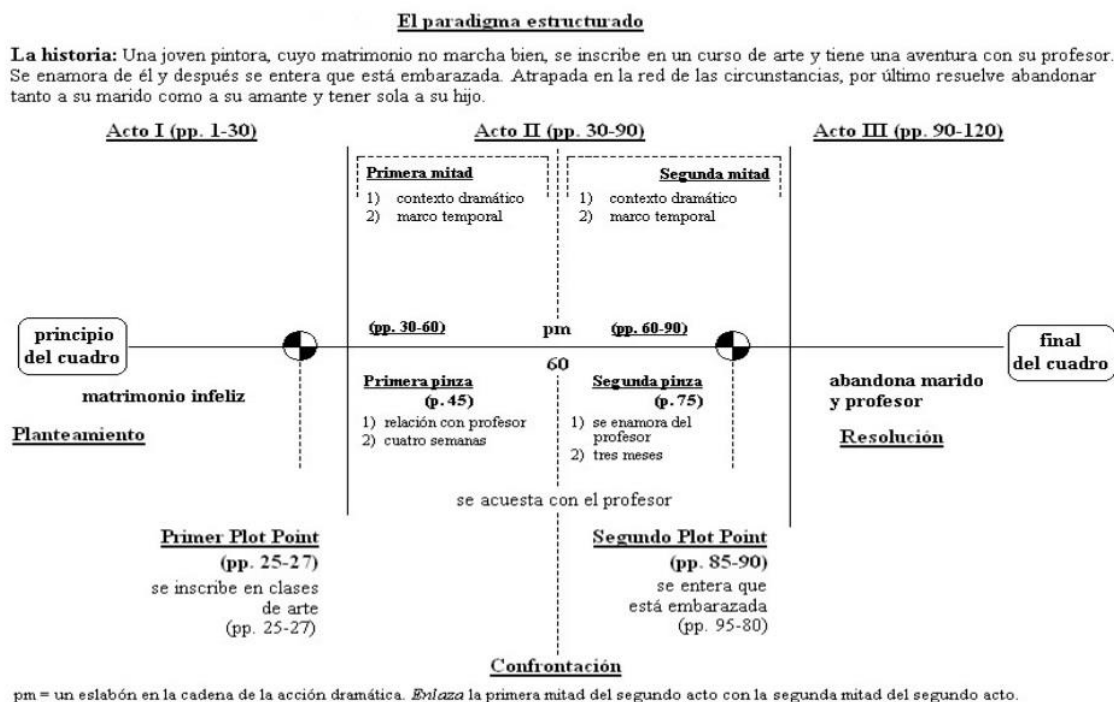 El paradigma estructurado
La historia: Una joven pintora, cuyo matrimonio no marcha bien, se inscribe en un curso de arte y tiene una aventura con su profesor.
Se enamora de él y después se entera que está embarazada. Atrapada en la red de las circunstancias, por último resuelve abandonar
tanto a su marido como a su amante y tener sola a su hijo.
Acto I (pp. 1-30)
Acto II (pp. 30-90)
Acto III (pp. 90-120)
Primera mitad
1) contexto dramático
2) marco temporal
Segunda mitad
1) contexto dramático
2) marco temporal
principio
del cuadro
(pp. 30-60)
pm
60
(pp. 60-90)
final
del cuadro
matrimonio infeliz
Planteamiento
Primera pinza
(p. 45)
1) relación con profesor
2) cuatro semanas
Segunda pinza
(p. 75)
1) se enamora del
profesor
2) tres meses
abandona marido
y profesor
Resolución
se acuesta con el profesor
Primer Plot Point
(pp. 25-27)
se inscribe en clases
de arte
(pp. 25-27)
Segundo Plot Point
(pp. 85-90)
se entera que
está embarazada
(pp. 95-80)
Confrontación
pm = un eslabón en la cadena de la acción dramática. Enlaza la primera mitad del segundo acto con la segunda mitad del segundo acto.